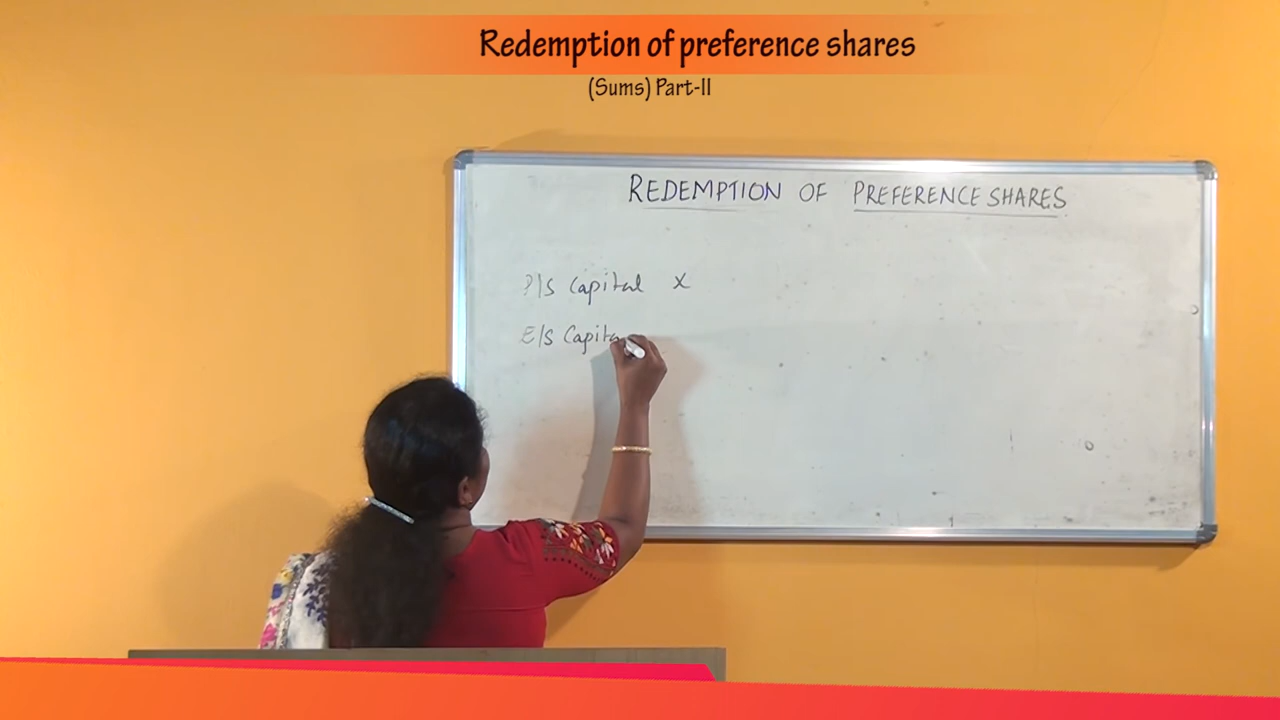 Redemption of preference shares
(Sums) Part-II
REDEMPTION OF PREFERENCE SHARES
P/S Capital X
E/S Capita